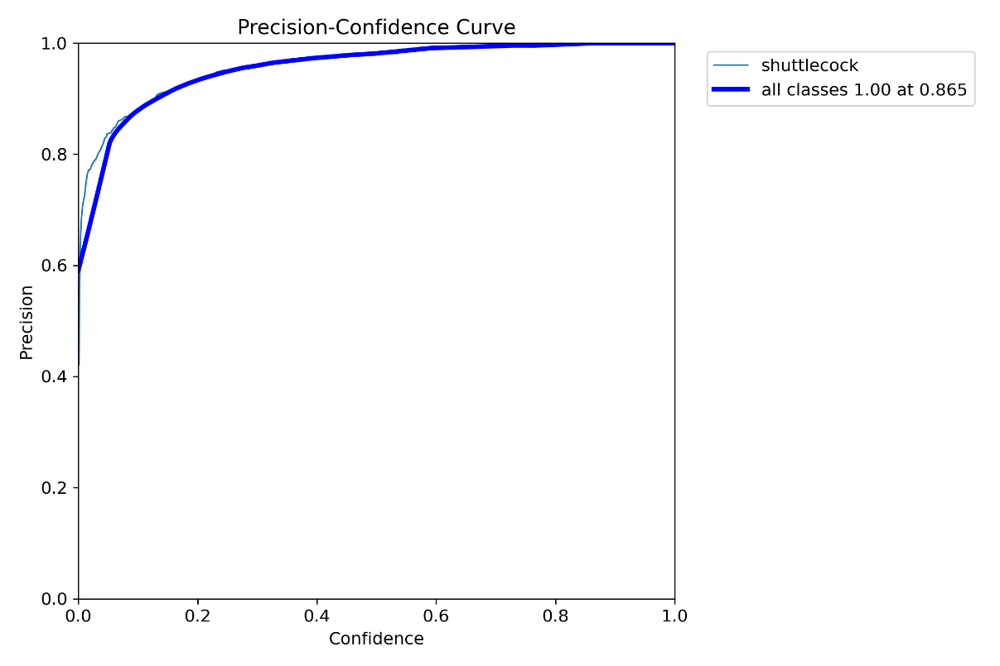 Precision-Confidence Curve
1.0
0.8
0.6
0.4
0.2
0.0
Precision
0.0 0.2 0.4 0.6 0.8 1.0
Confidence
shuttlecock
all classes 1.00 at 0.865